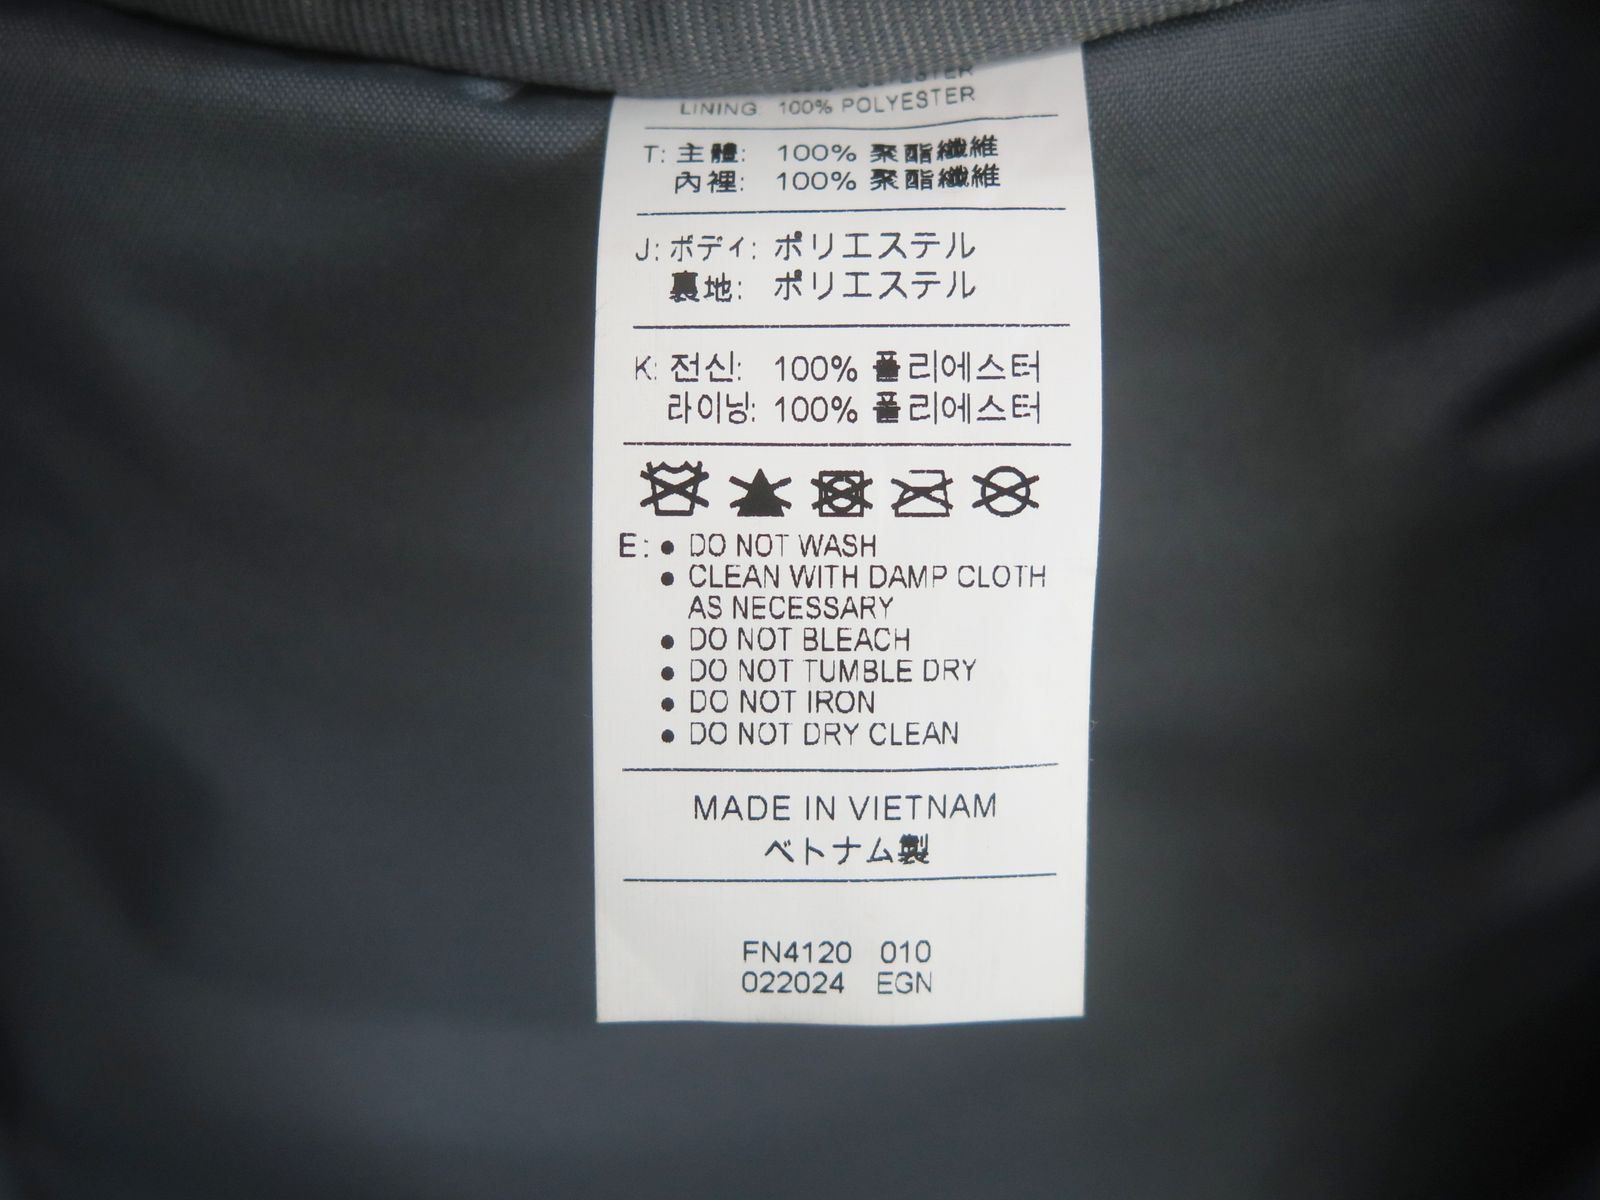 LINING: 100% POLYESTER
T: 主體: 100% 聚酯纖維
內裡: 100% 聚酯纖維
J: ボディ: ポリエステル
裏地: ポリエステル
K: 전신: 100% 폴리에스터
라이닝: 100% 폴리에스터
E: • DO NOT WASH
• CLEAN WITH DAMP CLOTH
AS NECESSARY
• DO NOT BLEACH
• DO NOT TUMBLE DRY
• DO NOT IRON
• DO NOT DRY CLEAN
MADE IN VIETNAM
ベトナム製
FN4120 010
022024 EGN